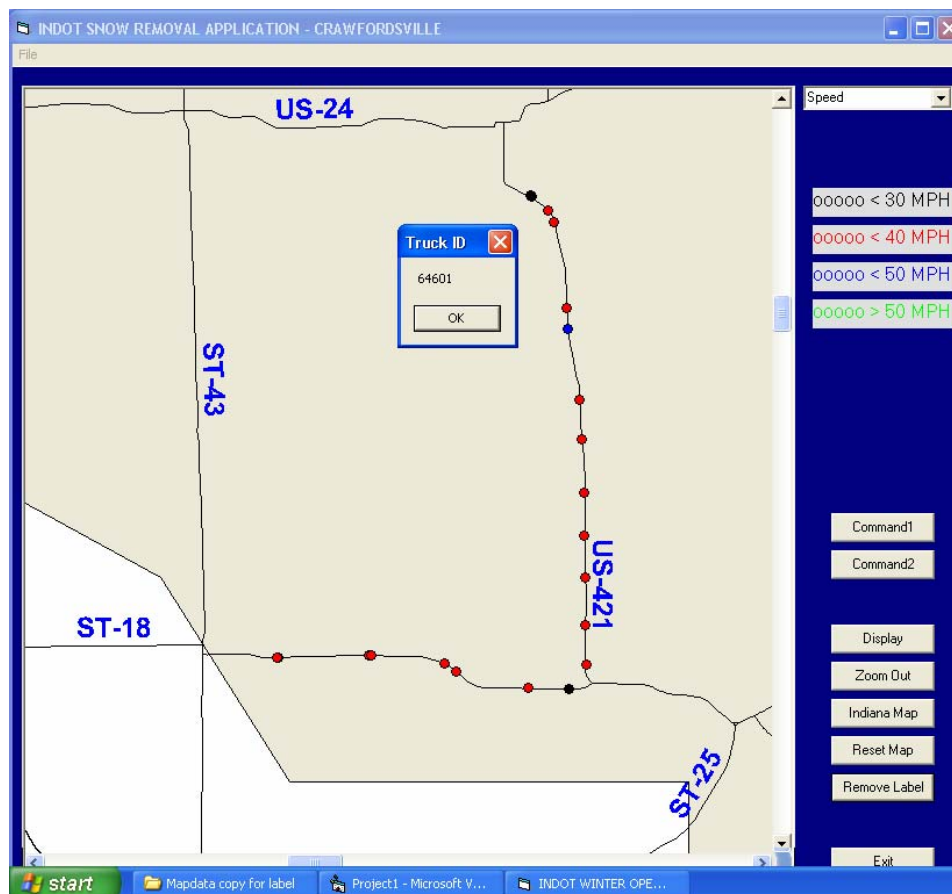 INDOT SNOW REMOVAL APPLICATION - CRAWFORDSVILLE
File
US-24
Speed
ooooo < 30 MPH
ooooo < 40 MPH
ooooo < 50 MPH
ooooo > 50 MPH
Truck ID
64601
OK
ST-43
US-421
ST-18
ST-25
Command1
Command2
Display
Zoom Out
Indiana Map
Reset Map
Remove Label
Exit
start
Mapdata copy for label
Project1 - Microsoft V...
INDOT WINTER OPE...